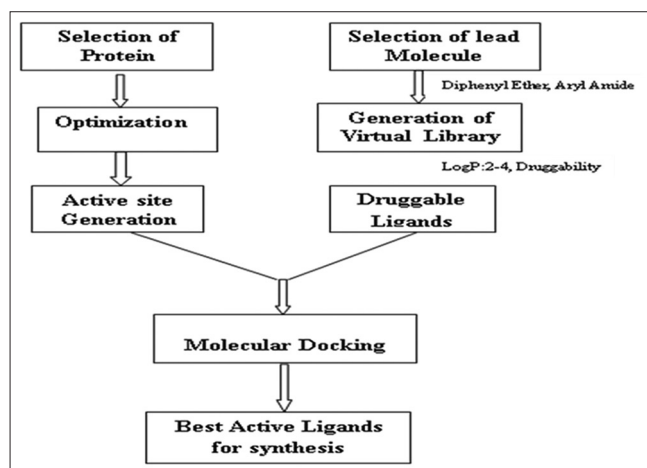 Selection of
Protein
Selection of lead
Molecule
Diphenyl Ether, Aryl Amide
Optimization
Generation of
Virtual Library
LogP:2-4, Druggability
Active site
Generation
Druggable
Ligands
Molecular Docking
Best Active Ligands
for synthesis